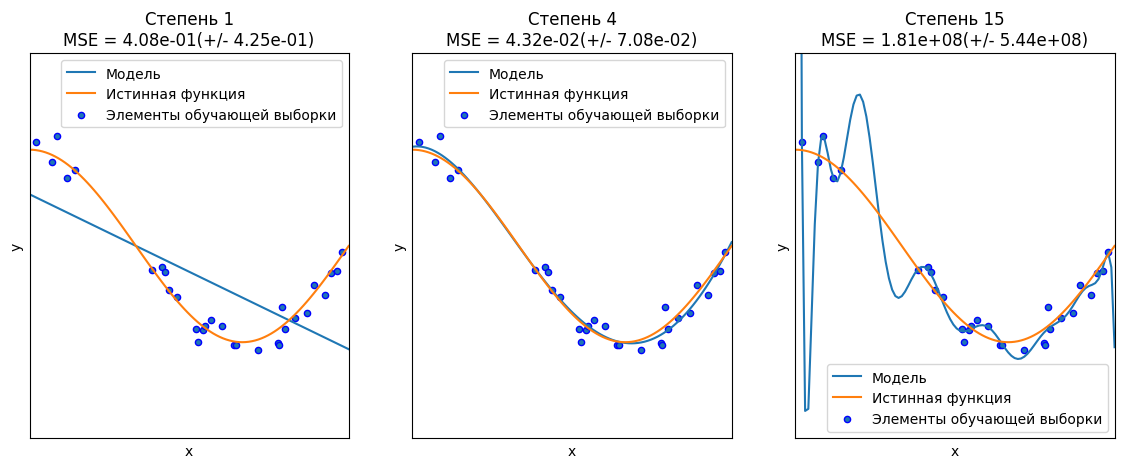 Степень 1
MSE = 4.08e-01(+/- 4.25e-01)
Модель
Истинная функция
Элементы обучающей выборки
y
x
Степень 4
MSE = 4.32e-02(+/- 7.08e-02)
Модель
Истинная функция
Элементы обучающей выборки
y
x
Степень 15
MSE = 1.81e+08(+/- 5.44e+08)
y
Модель
Истинная функция
Элементы обучающей выборки
x